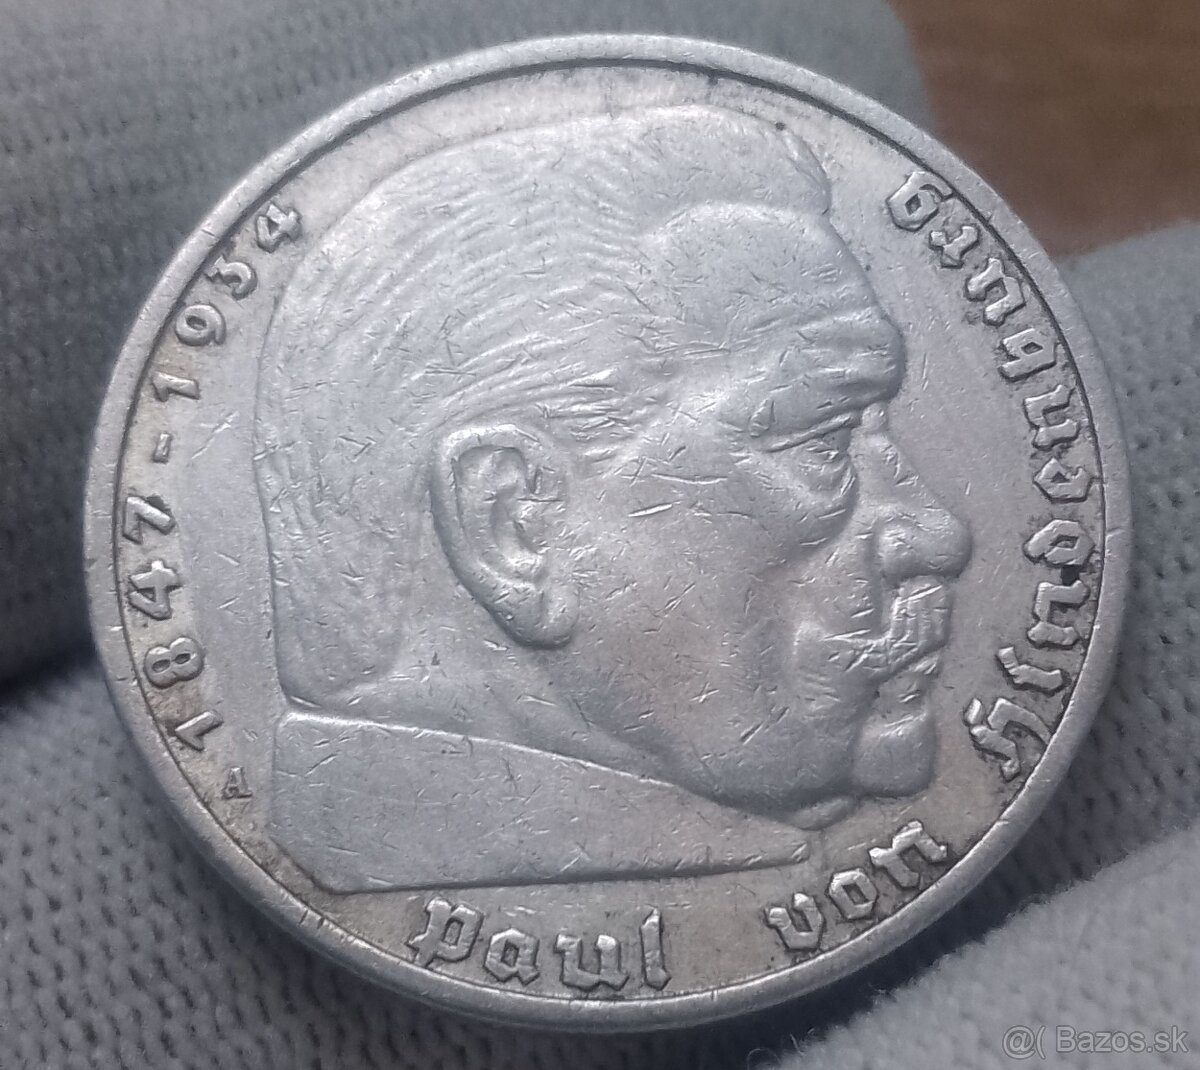 1847-1934
Paul von Hindenburg
A
@( Bazos.sk